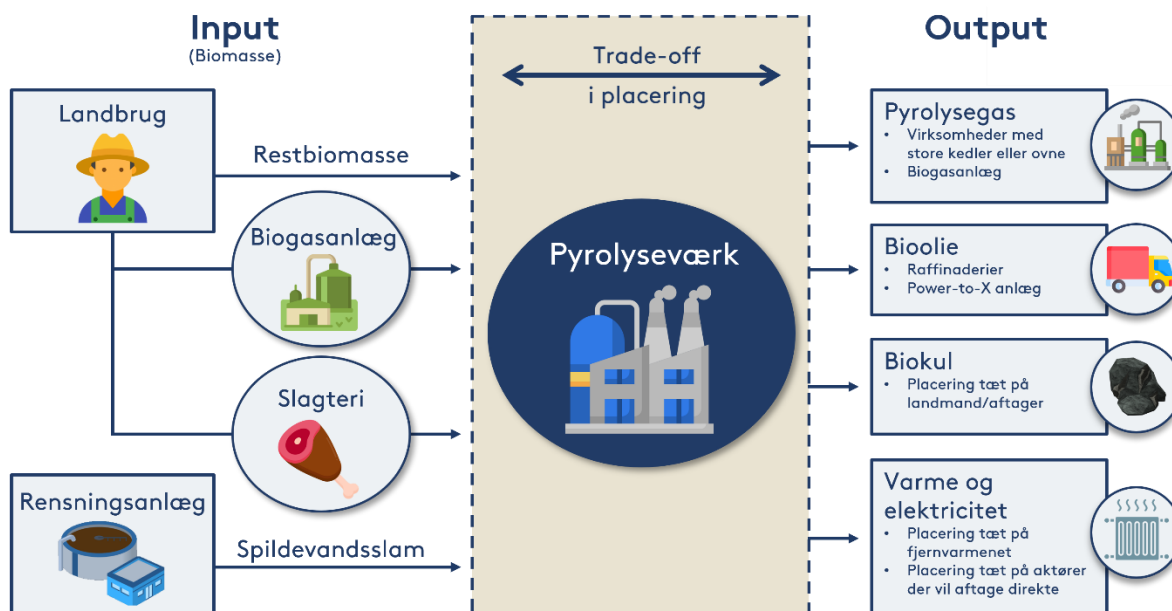 Input
(Biomasse)
Landbrug
Restbiomasse
Biogasanlæg
Slagteri
Rensningsanlæg
Spildevandsslam
Trade-off
i placering
Pyrolyseværk
Output
Pyrolysegas
• Virksomheder med
store kedler eller ovne
• Biogasanlæg
Bioolie
• Raffinaderier
• Power-to-X anlæg
Biokul
• Placering tæt på
landmand/aftager
Varme og
elektricitet
• Placering tæt på
fjernvarmenet
• Placering tæt på aktører
der vil aftage direkte